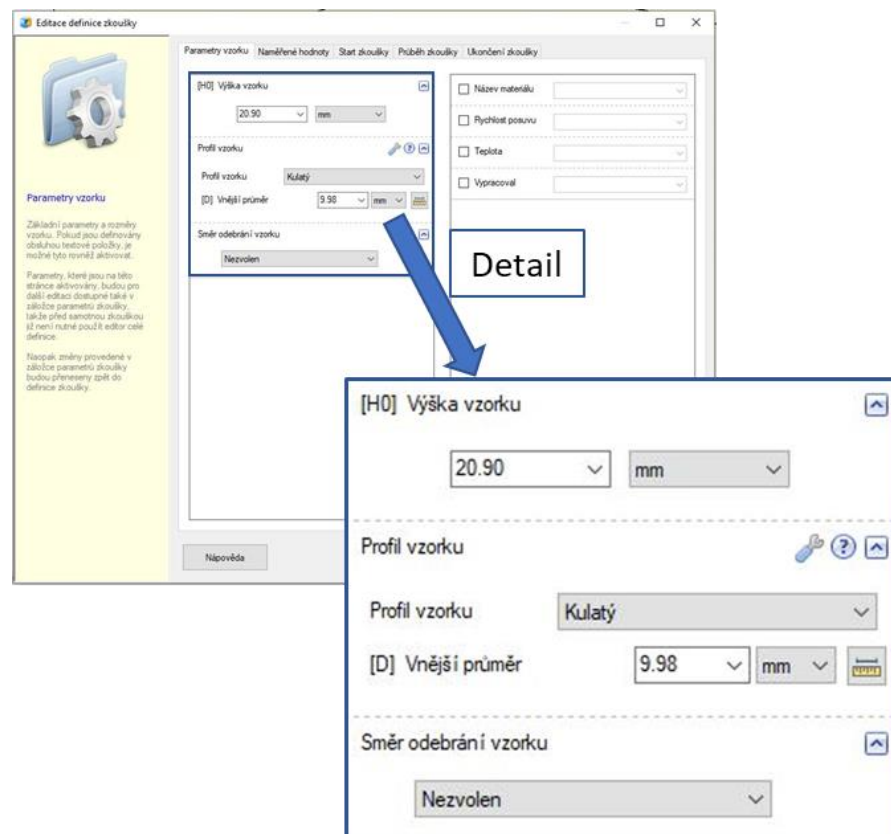 Editace definice zkoušky
Parametry vzorku Naměřené hodnoty Start zkoušky Průběh zkoušky Ukončení zkoušky
[H0] Výška vzorku
20.90 mm
Profil vzorku
Profil vzorku Kulatý
[D] Vnější průměr 9.98 mm
Směr odebrání vzorku
Nezvolen
Název materiálu
Rychlost posuvu
Teplota
Vypracoval
Parametry vzorku
Základní parametry a rozměry
vzorku. Pokud jsou definovány
obsluhou testové položky, je
možné tyto rovněž aktivovat.
Parametry, které jsou na této
stránce aktivovány, budou pro
další editaci dostupné také v
záložce parametrů zkoušky,
takže před samotnou zkouškou
již není nutné použít editor celé
definice.
Naopak změny provedené v
záložce parametrů zkoušky
budou přeneseny zpět do
definice zkoušky.
Nápověda
Detail
[H0] Výška vzorku
20.90 mm
Profil vzorku
Profil vzorku Kulatý
[D] Vnější průměr 9.98 mm
Směr odebrání vzorku
Nezvolen